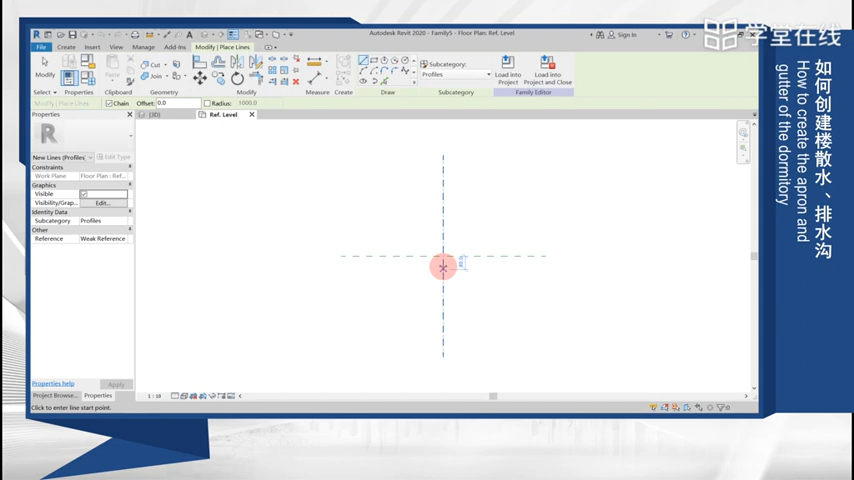 学堂在线
如何创建楼散水、排水沟
How to create the apron and
gutter of the dormitory
Autodesk Revit 2020 - Family5 - Floor Plan: Ref. Level
Sign In
File Create Insert View Manage Add-Ins Modify | Place Lines
Modify
Cut
Join
Subcategory:
Profiles
Load into
Project
Load into
Project and Close
Select Properties Clipboard Geometry Modify Measure Create Draw Subcategory Family Editor
Modify | Place Lines Chain Offset: 0.0 Radius: 1000.0
Properties
{3D}
Ref. Level
New Lines (Profiles) Edit Type
Constraints
Work Plane Floor Plan : Ref...
Graphics
Visible
Visibility/Grap... Edit...
Identity Data
Subcategory Profiles
Other
Reference Weak Reference
Properties help Apply
Project Browse... Properties
1 : 10
Click to enter line start point.
:0